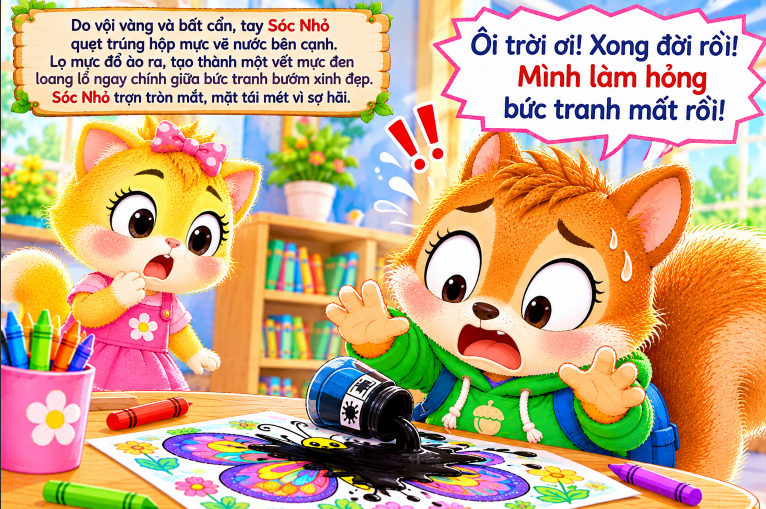 Do vội vàng và bất cẩn, tay Sóc Nhỏ
quẹt trúng hộp mực vẽ nước bên cạnh.
Lọ mực đổ ào ra, tạo thành một vết mực đen
loang lổ ngay chính giữa bức tranh bướm xinh đẹp.
Sóc Nhỏ trợn tròn mắt, mặt tái mét vì sợ hãi.
Ôi trời ơi! Xong đời rồi!
Mình làm hỏng
bức tranh mất rồi!